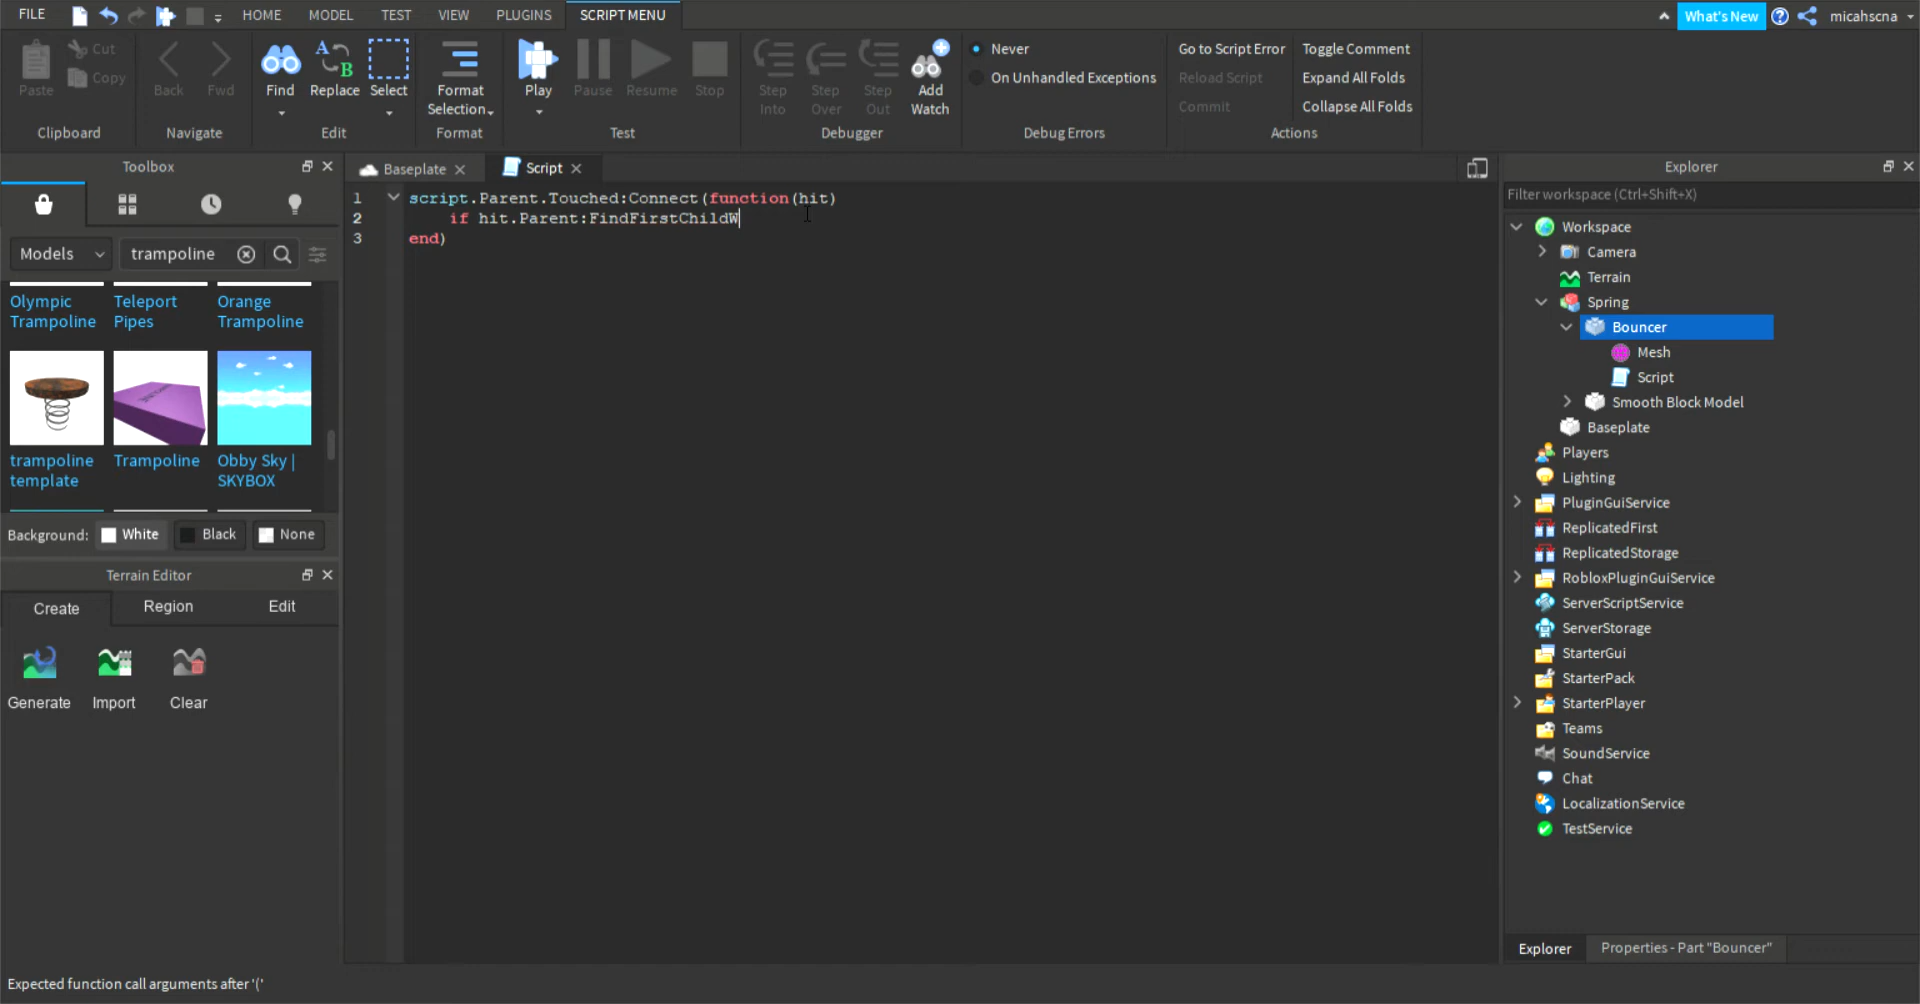 FILE
HOME
MODEL
TEST
VIEW
PLUGINS
SCRIPT MENU
What's New
micahscna
Paste
Cut
Copy
Clipboard
Back
Fwd
Navigate
Find
Replace
Select
Edit
Format
Selection
Format
Play
Pause
Resume
Stop
Test
Step
Into
Step
Over
Step
Out
Add
Watch
Debugger
Never
On Unhandled Exceptions
Debug Errors
Go to Script Error
Reload Script
Commit
Toggle Comment
Expand All Folds
Collapse All Folds
Actions
Toolbox
Models
trampoline
Olympic
Trampoline
Teleport
Pipes
Orange
Trampoline
trampoline
template
Trampoline
Obby Sky |
SKYBOX
Background:
White
Black
None
Terrain Editor
Create
Region
Edit
Generate
Import
Clear
Baseplate
Script
1 script.Parent.Touched:Connect(function(hit)
2 if hit.Parent:FindFirstChildW
3 end)
Explorer
Filter workspace (Ctrl+Shift+X)
Workspace
Camera
Terrain
Spring
Bouncer
Mesh
Script
Smooth Block Model
Baseplate
Players
Lighting
PluginGuiService
ReplicatedFirst
ReplicatedStorage
RobloxPluginGuiService
ServerScriptService
ServerStorage
StarterGui
StarterPack
StarterPlayer
Teams
SoundService
Chat
LocalizationService
TestService
Explorer
Properties - Part "Bouncer"
Expected function call arguments after '('